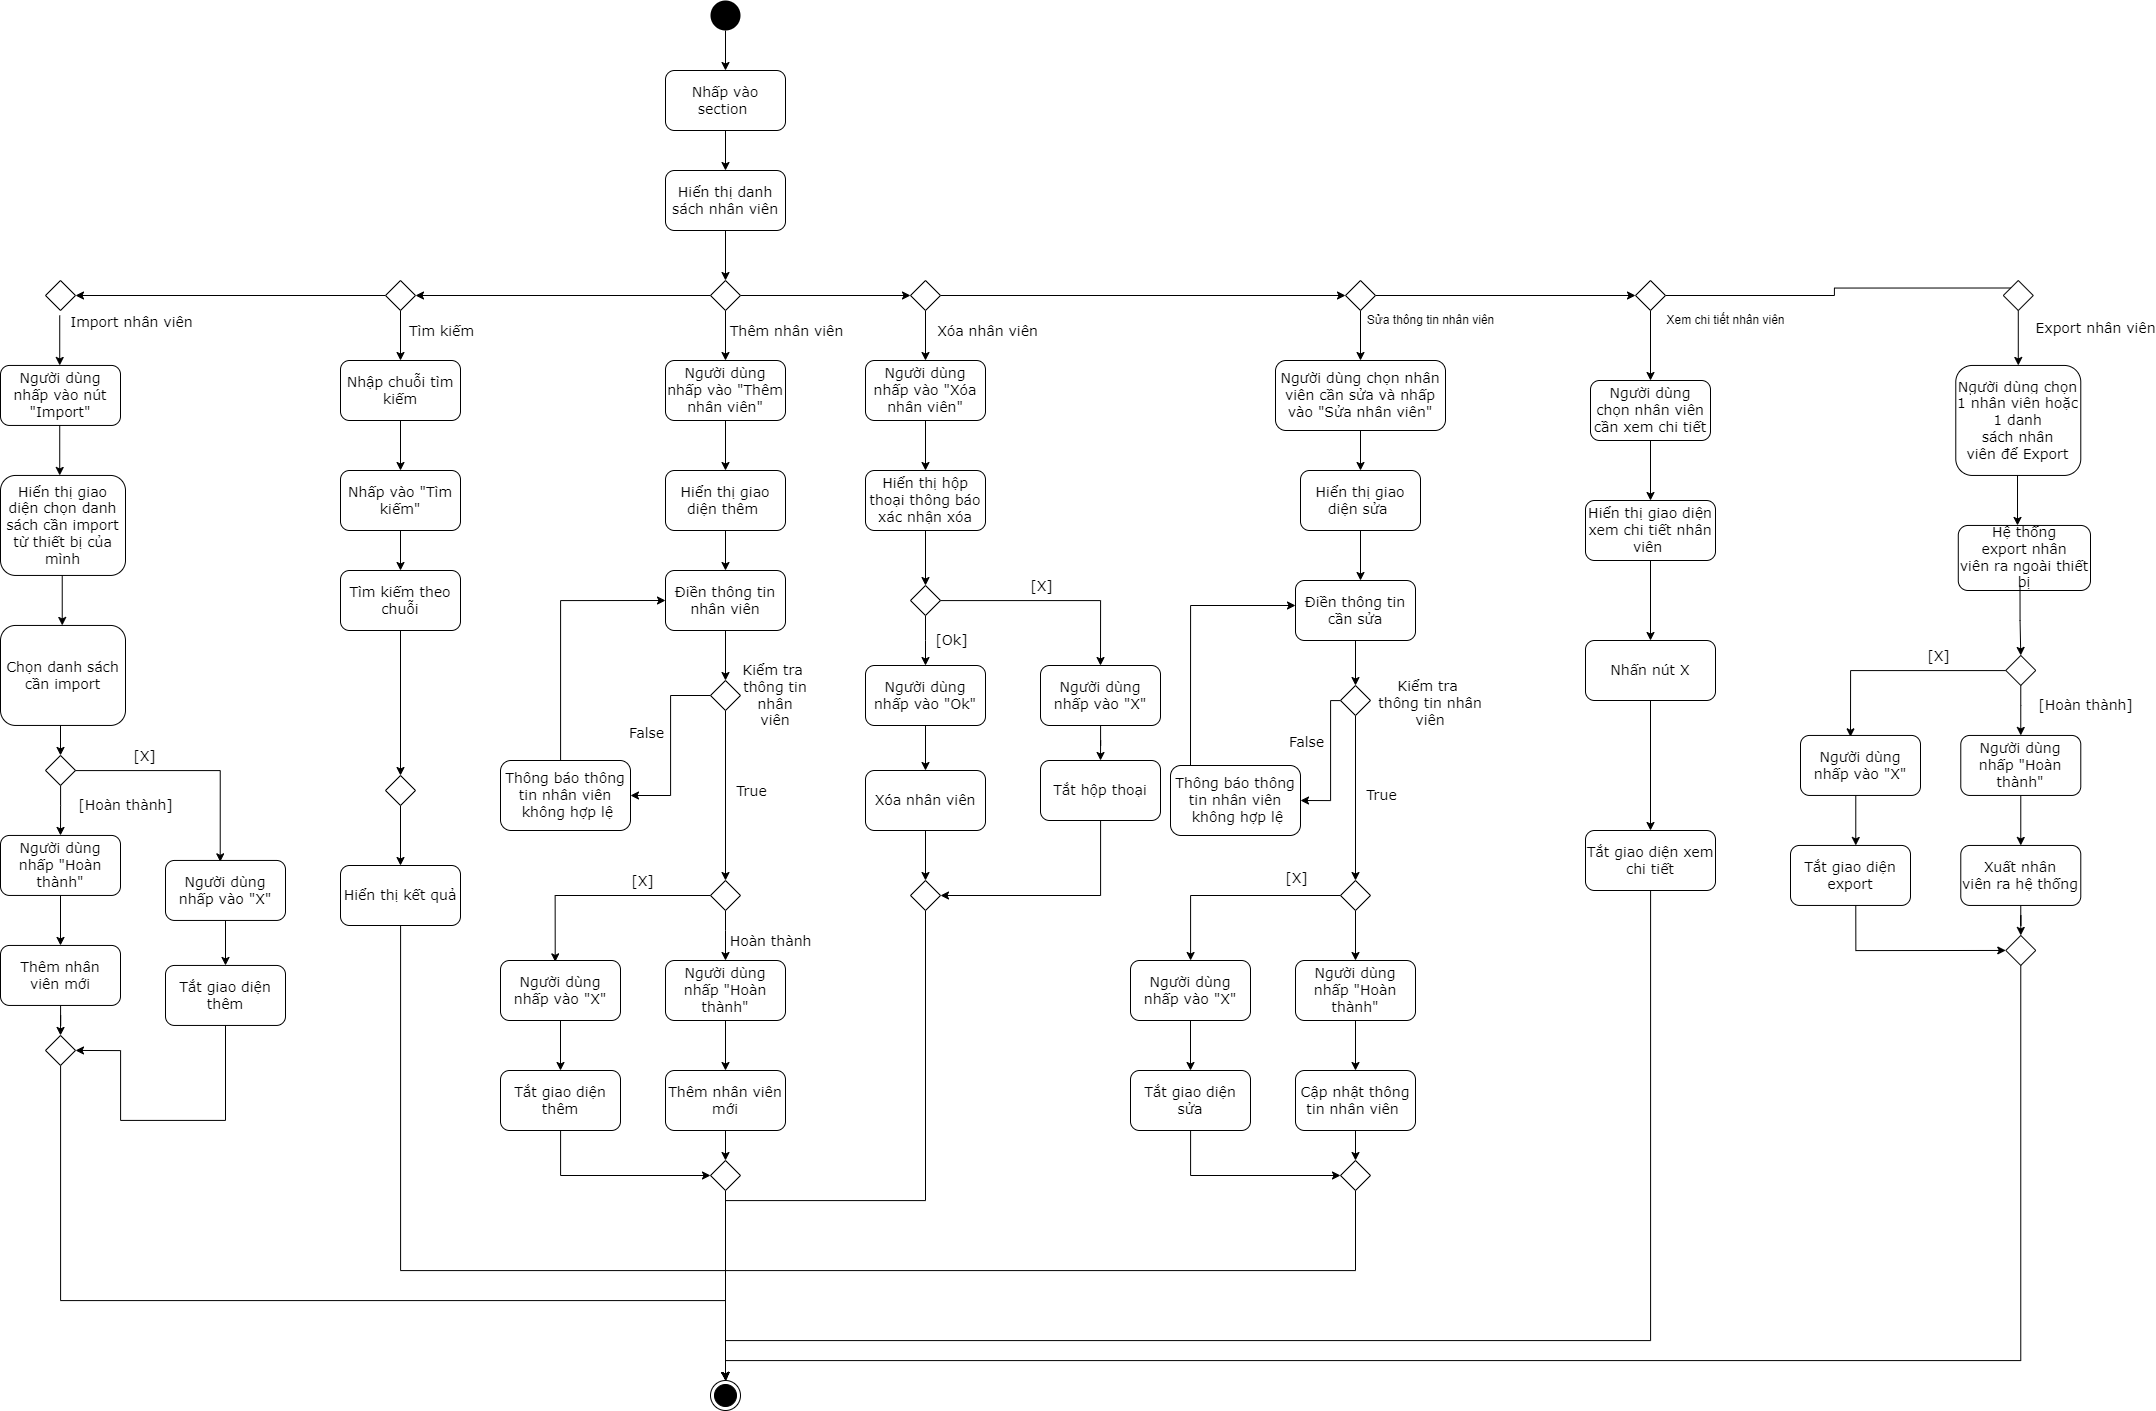 Nhấp vào
section
Hiển thị danh
sách nhân viên
Import nhân viên
Người dùng
nhấp vào nút
"Import"
Hiển thị giao
diện chọn danh
sách cần import
từ thiết bị của
mình
Chọn danh sách
cần import
[X]
[Hoàn thành]
Người dùng
nhấp "Hoàn
thành"
Người dùng
nhấp vào "X"
Thêm nhân
viên mới
Tắt giao diện
thêm
Tìm kiếm
Nhập chuỗi tìm
kiếm
Nhấp vào "Tìm
kiếm"
Tìm kiếm theo
chuỗi
Hiển thị kết quả
Thêm nhân viên
Người dùng
nhấp vào "Thêm
nhân viên"
Hiển thị giao
diện thêm
Điền thông tin
nhân viên
Kiểm tra
thông tin
nhân
viên
False
Thông báo thông
tin nhân viên
không hợp lệ
True
[X]
Hoàn thành
Người dùng
nhấp vào "X"
Người dùng
nhấp "Hoàn
thành"
Tắt giao diện
thêm
Thêm nhân viên
mới
Xóa nhân viên
Người dùng
nhấp vào "Xóa
nhân viên"
Hiển thị hộp
thoại thông báo
xác nhận xóa
[X]
[Ok]
Người dùng
nhấp vào "Ok"
Người dùng
nhấp vào "X"
Xóa nhân viên
Tắt hộp thoại
Sửa thông tin nhân viên
Người dùng chọn nhân
viên cần sửa và nhấp
vào "Sửa nhân viên"
Hiển thị giao
diện sửa
Điền thông tin
cần sửa
Kiểm tra
thông tin nhân
viên
False
Thông báo thông
tin nhân viên
không hợp lệ
True
[X]
Người dùng
nhấp vào "X"
Người dùng
nhấp "Hoàn
thành"
Tắt giao diện
sửa
Cập nhật thông
tin nhân viên
Xem chi tiết nhân viên
Người dùng
chọn nhân viên
cần xem chi tiết
Hiển thị giao diện
xem chi tiết nhân
viên
Nhấn nút X
Tắt giao diện xem
chi tiết
Export nhân viên
Người dùng chọn
1 nhân viên hoặc
1 danh
sách nhân
viên để Export
Hệ thống
export nhân
viên ra ngoài thiết
bị
[X]
[Hoàn thành]
Người dùng
nhấp vào "X"
Người dùng
nhấp "Hoàn
thành"
Tắt giao diện
export
Xuất nhân
viên ra hệ thống